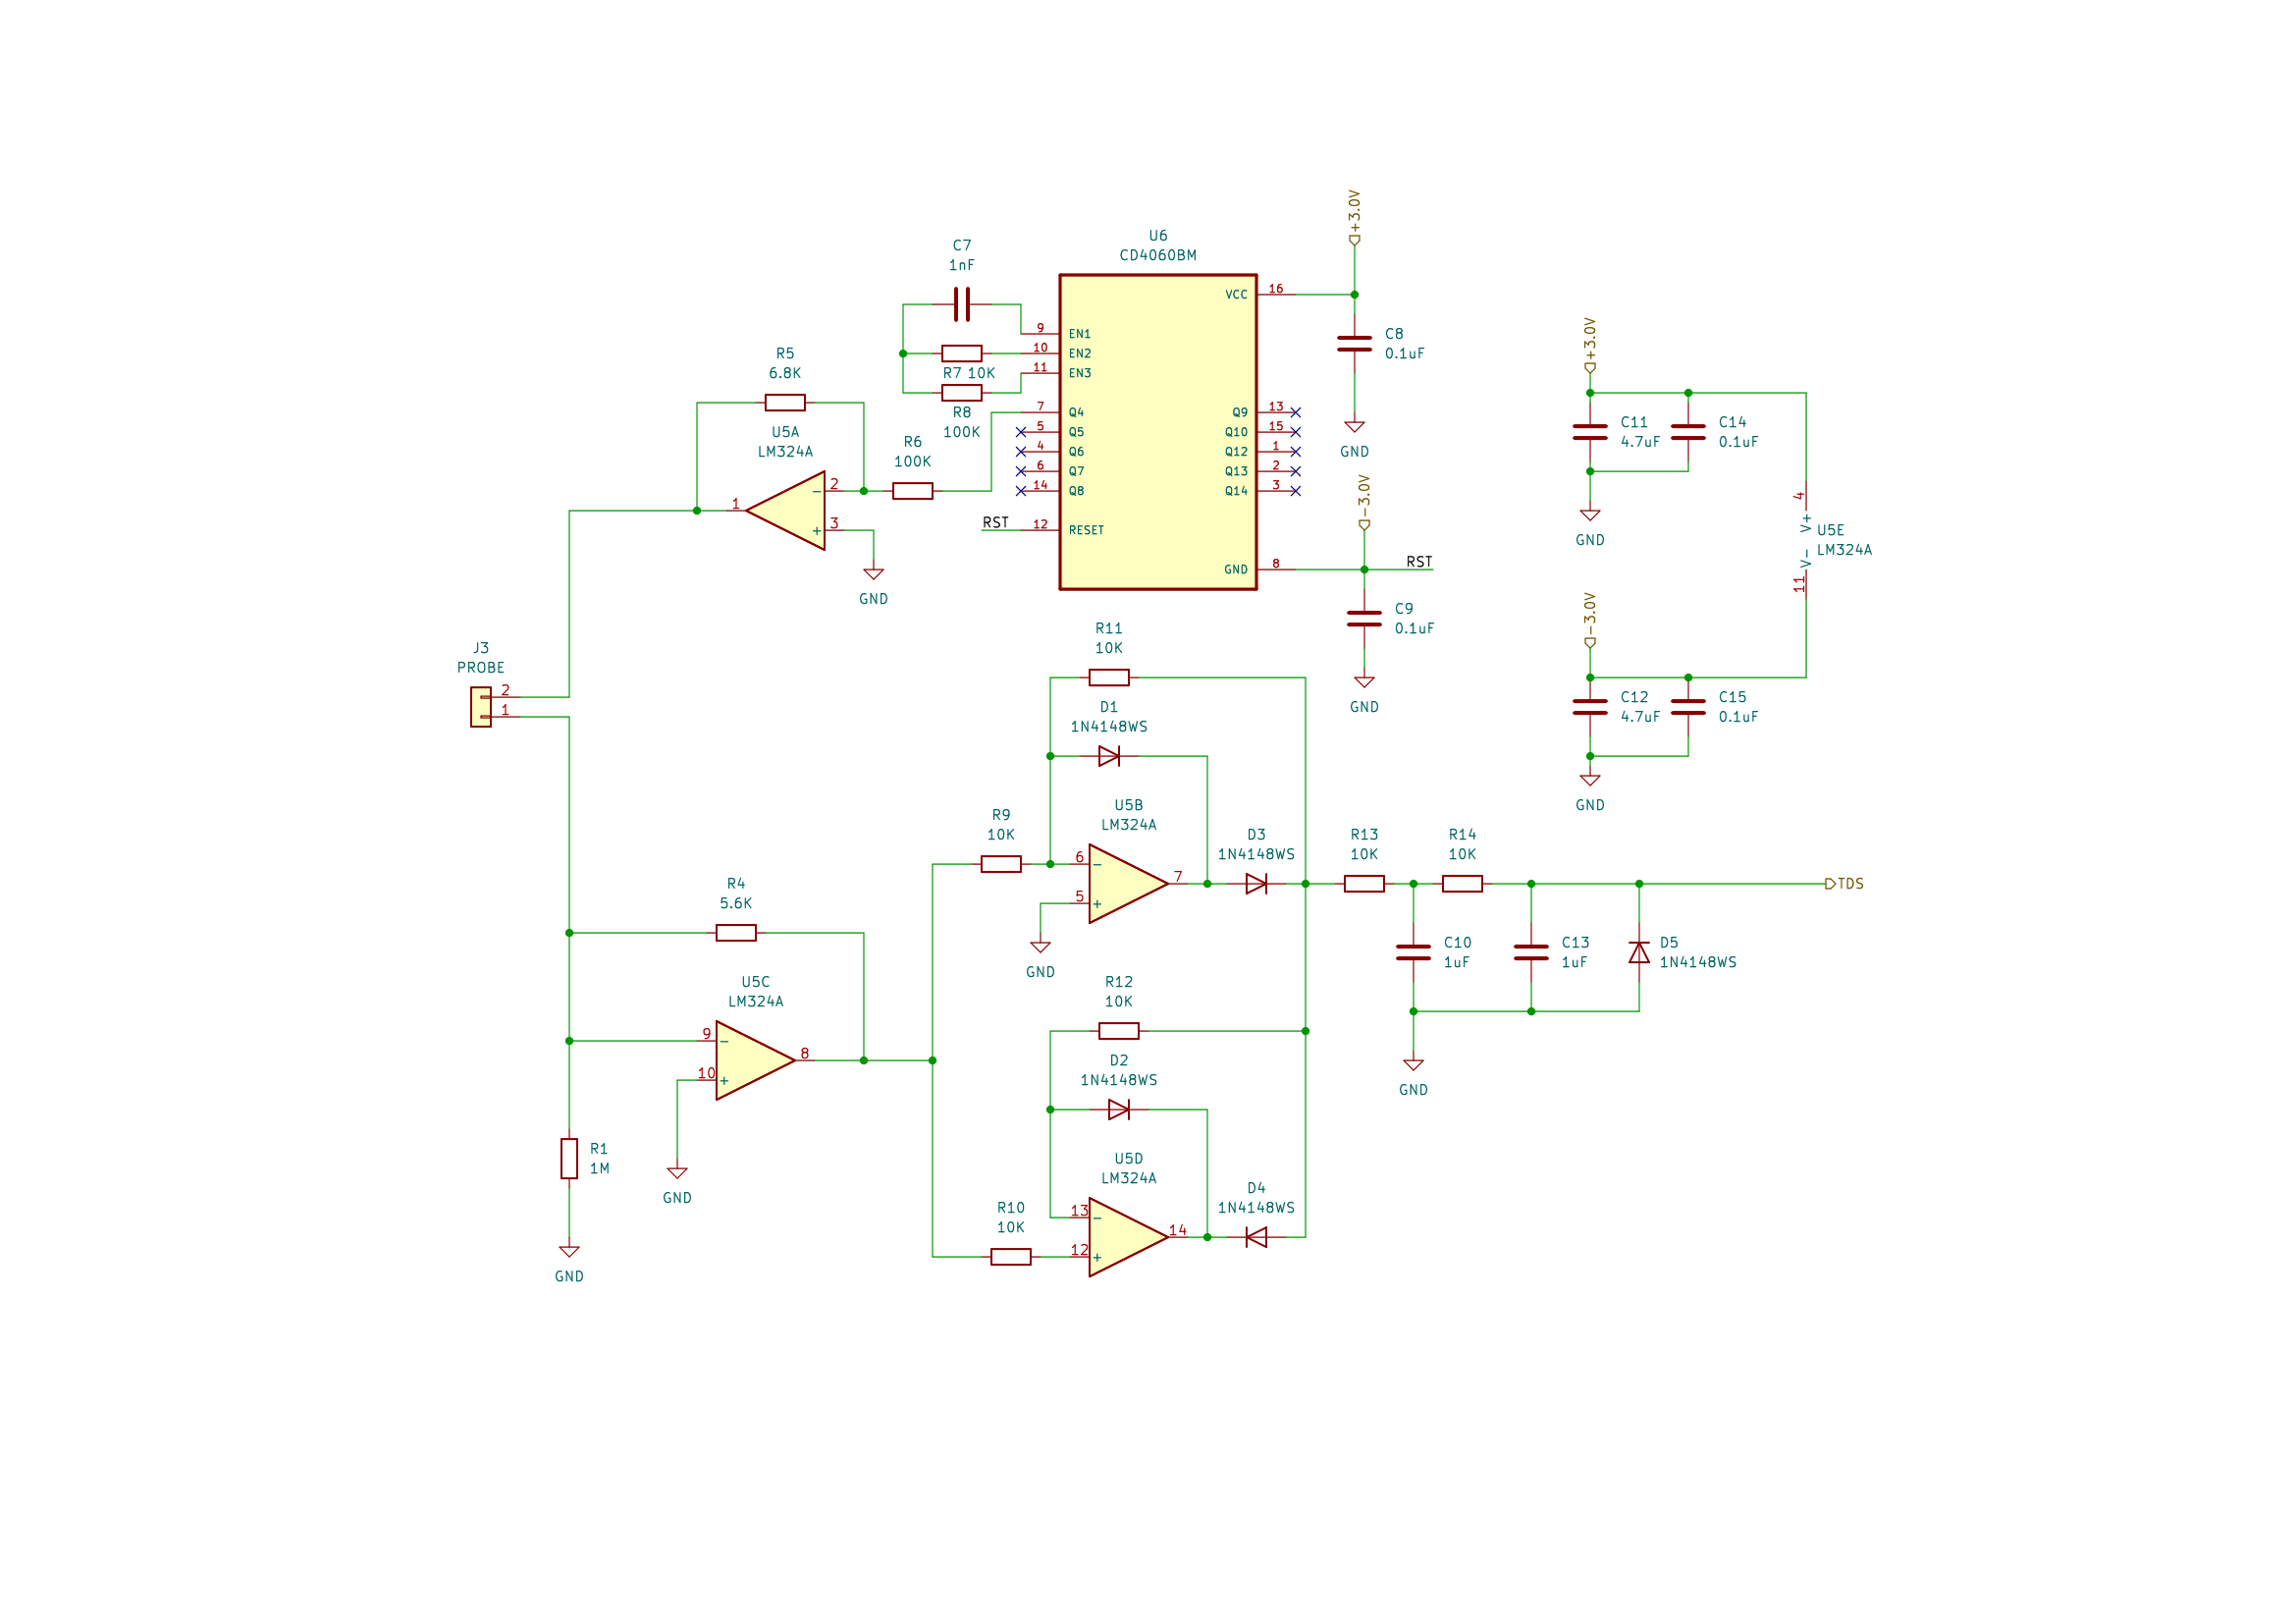 +3.0V
U6
CD4060BM
C7
1nF
VCC
16
9
EN1
10
EN2
11
EN3
R7 10K
R8
100K
C8
0.1uF
GND
7
Q4
5
Q5
4
Q6
6
Q7
14
Q8
12
RESET
RST
13
Q9
15
Q10
1
Q12
2
Q13
3
Q14
8
GND
RST
-3.0V
C9
0.1uF
GND
R5
6.8K
U5A
LM324A
R6
100K
1
2
3
−
+
GND
+3.0V
C11
4.7uF
C14
0.1uF
GND
4
V+
U5E
LM324A
V-
11
-3.0V
C12
4.7uF
C15
0.1uF
GND
J3
PROBE
2
1
R11
10K
D1
1N4148WS
U5B
LM324A
R9
10K
6
−
5
+
7
GND
D3
1N4148WS
R13
10K
R14
10K
TDS
C10
1uF
C13
1uF
D5
1N4148WS
GND
R4
5.6K
U5C
LM324A
9
−
10
+
8
GND
R1
1M
GND
R12
10K
D2
1N4148WS
U5D
LM324A
R10
10K
13
−
12
+
14
D4
1N4148WS